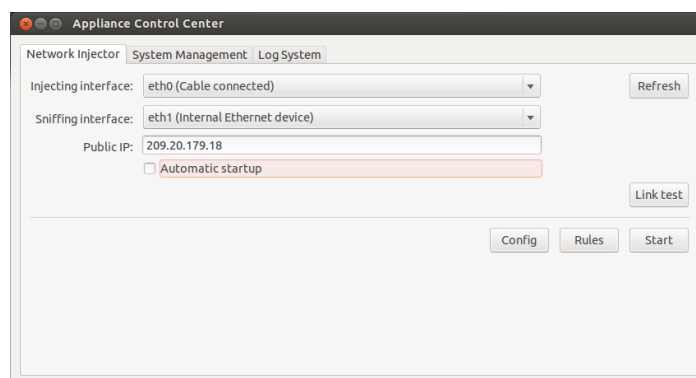 Appliance Control Center
Network Injector System Management Log System
Injecting interface: eth0 (Cable connected) Refresh
Sniffing interface: eth1 (Internal Ethernet device)
Public IP: 209.20.179.18
Automatic startup
Link test
Config Rules Start